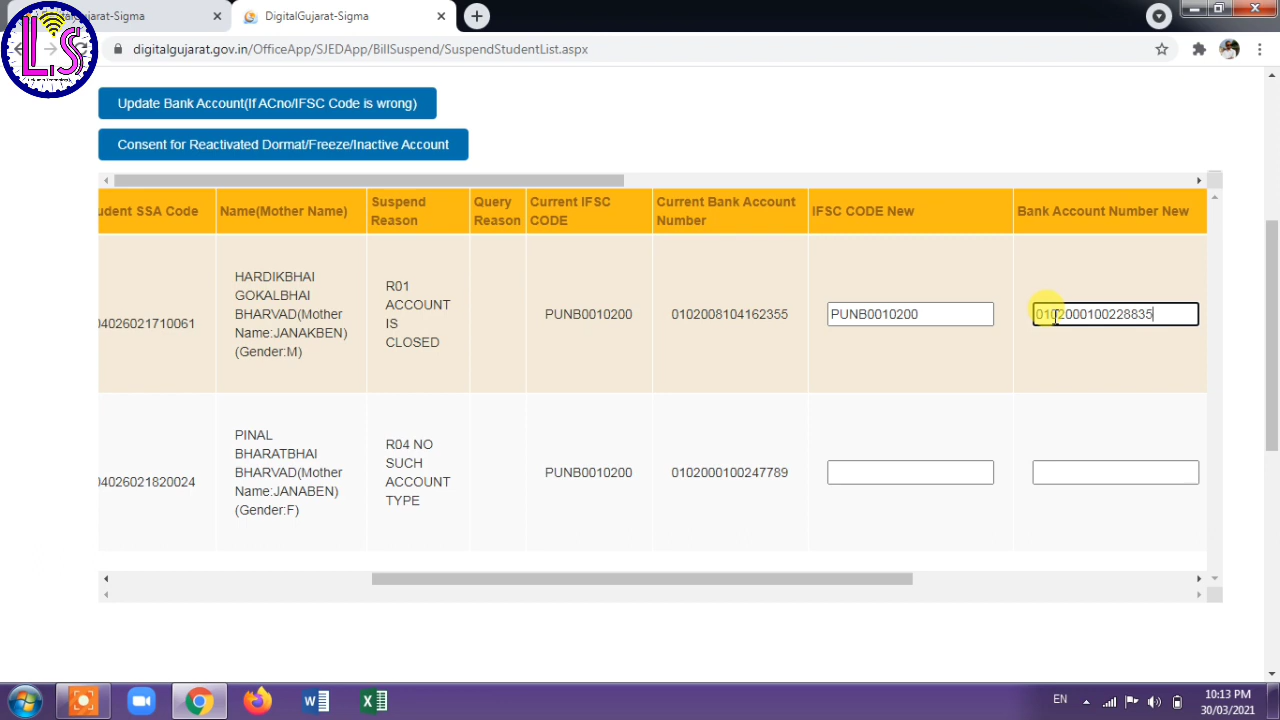 DigitalGujarat-Sigma
LS
digitalgujarat.gov.in/OfficeApp/SJEDApp/BillSuspend/SuspendStudentList.aspx
Update Bank Account(If ACno/IFSC Code is wrong)
Consent for Reactivated Dormat/Freeze/Inactive Account
udent SSA Code
Name(Mother Name)
Suspend
Reason
Query
Reason
Current IFSC
CODE
Current Bank Account
Number
IFSC CODE New
Bank Account Number New
04026021710061
HARDIKBHAI
GOKALBHAI
BHARVAD(Mother
Name:JANAKBEN)
(Gender:M)
R01
ACCOUNT
IS
CLOSED
PUNB0010200
0102008104162355
PUNB0010200
0102000100228835
04026021820024
PINAL
BHARATBHAI
BHARVAD(Mother
Name:JANABEN)
(Gender:F)
R04 NO
SUCH
ACCOUNT
TYPE
PUNB0010200
0102000100247789
EN
10:13 PM
30/03/2021